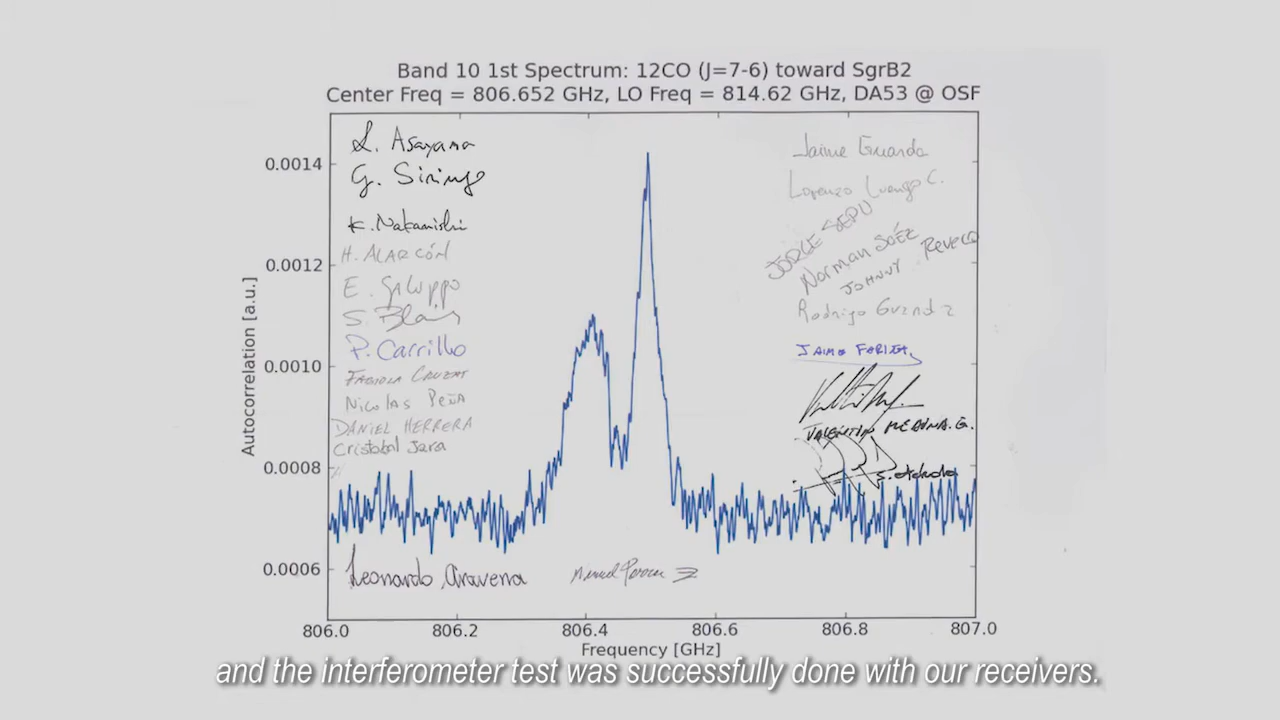 Band 10 1st Spectrum: 12CO (J=7-6) toward SgrB2
Center Freq = 806.652 GHz, LO Freq = 814.62 GHz, DA53 @ OSF
Autocorrelation [a.u.]
0.0014
0.0012
0.0010
0.0008
0.0006
S. Asayama
G. Siringo
K. Nakanishi
H. ALARCÓN
E. Galuppo
S. Blair
P. Carrillo
FABIOLA CRUZAT
Nicolas Peña
DANIEL HERRERA
Cristobal Jara
Leonardo Aravena
Jaime Guarda
Lorenzo Luengo C.
JORGE SEPU
Norman SÁEZ
JOHNNY Reveco
Rodrigo
JAIME
VALENTIN MEDINA.G.
806.0 806.2 806.4 806.6 806.8 807.0
Frequency [GHz]
and the interferometer test was successfully done with our receivers.